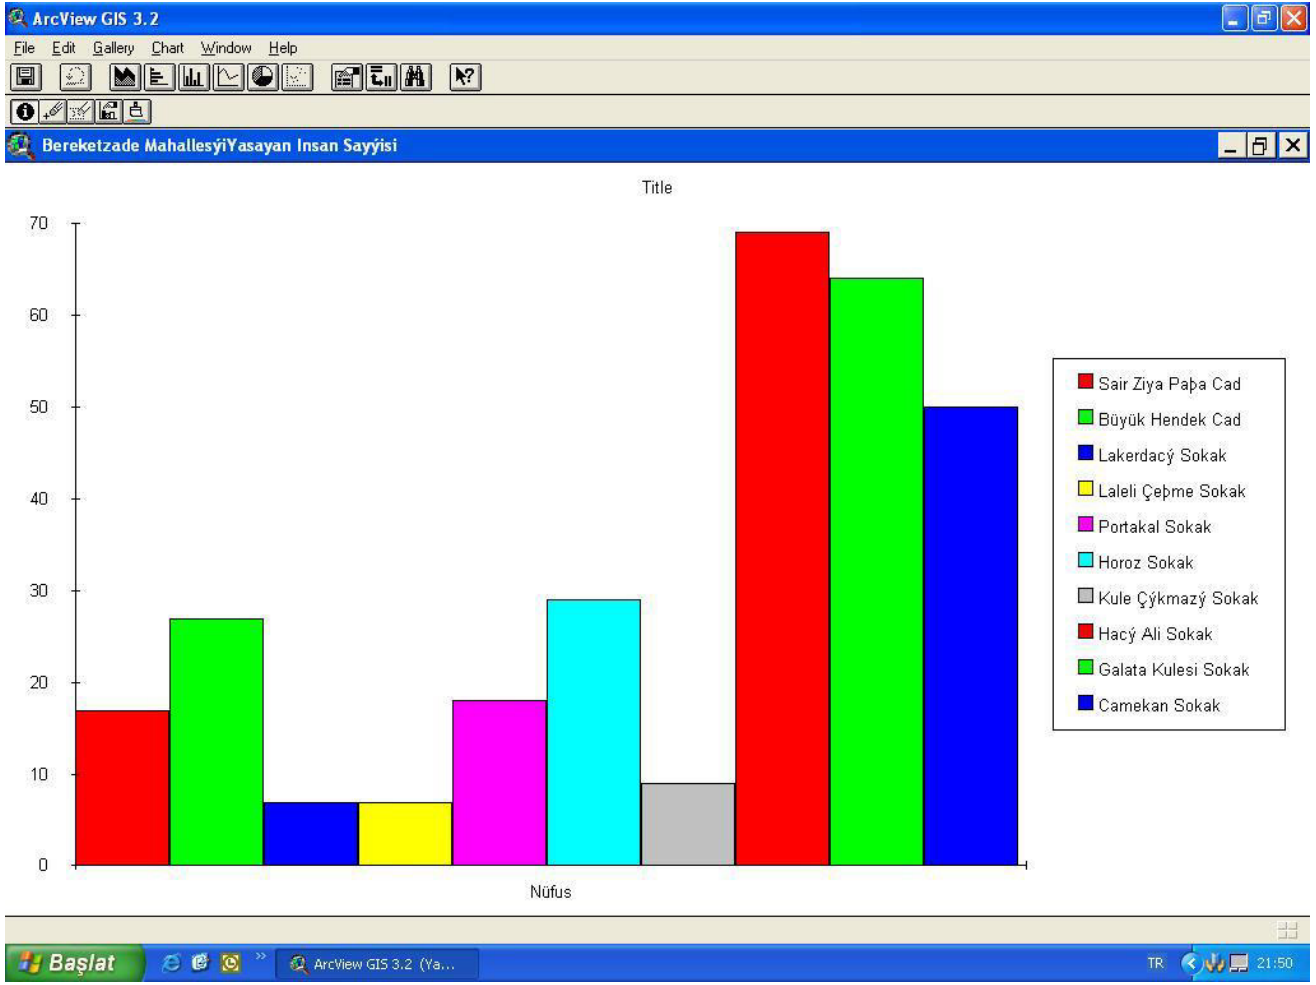 ArcView GIS 3.2
File Edit Gallery Chart Window Help
Bereketzade MahallesýiYasayan Insan Sayýisi
Title
70
60
50
40
30
20
10
0
Nüfus
Sair Ziya Paþa Cad
Büyük Hendek Cad
Lakerdacý Sokak
Laleli Çeþme Sokak
Portakal Sokak
Horoz Sokak
Kule Çýkmazý Sokak
Hacý Ali Sokak
Galata Kulesi Sokak
Camekan Sokak
Başlat
ArcView GIS 3.2 (Ya...
TR
21:50